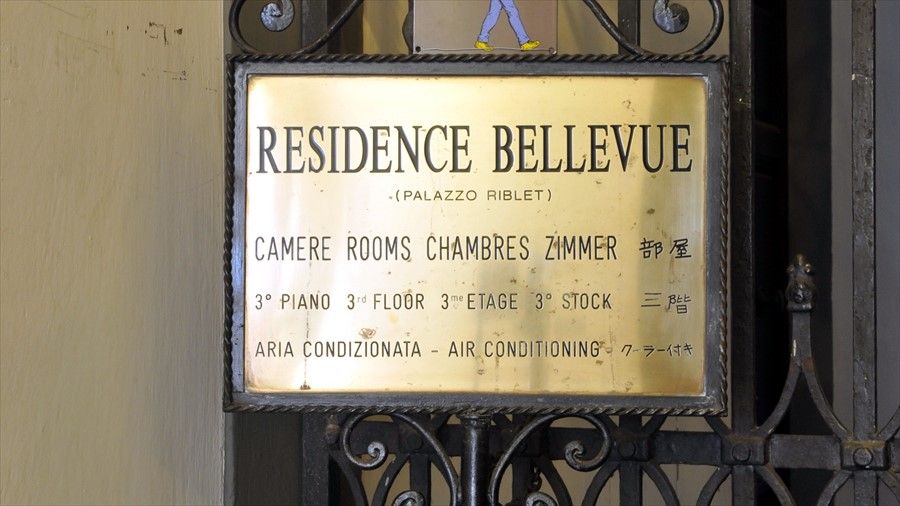 RESIDENCE BELLEVUE
(PALAZZO RIBLET)
CAMERE ROOMS CHAMBRES ZIMMER 部屋
3° PIANO 3rd FLOOR 3me ETAGE 3° STOCK 三階
ARIA CONDIZIONATA - AIR CONDITIONING - クーラー付き